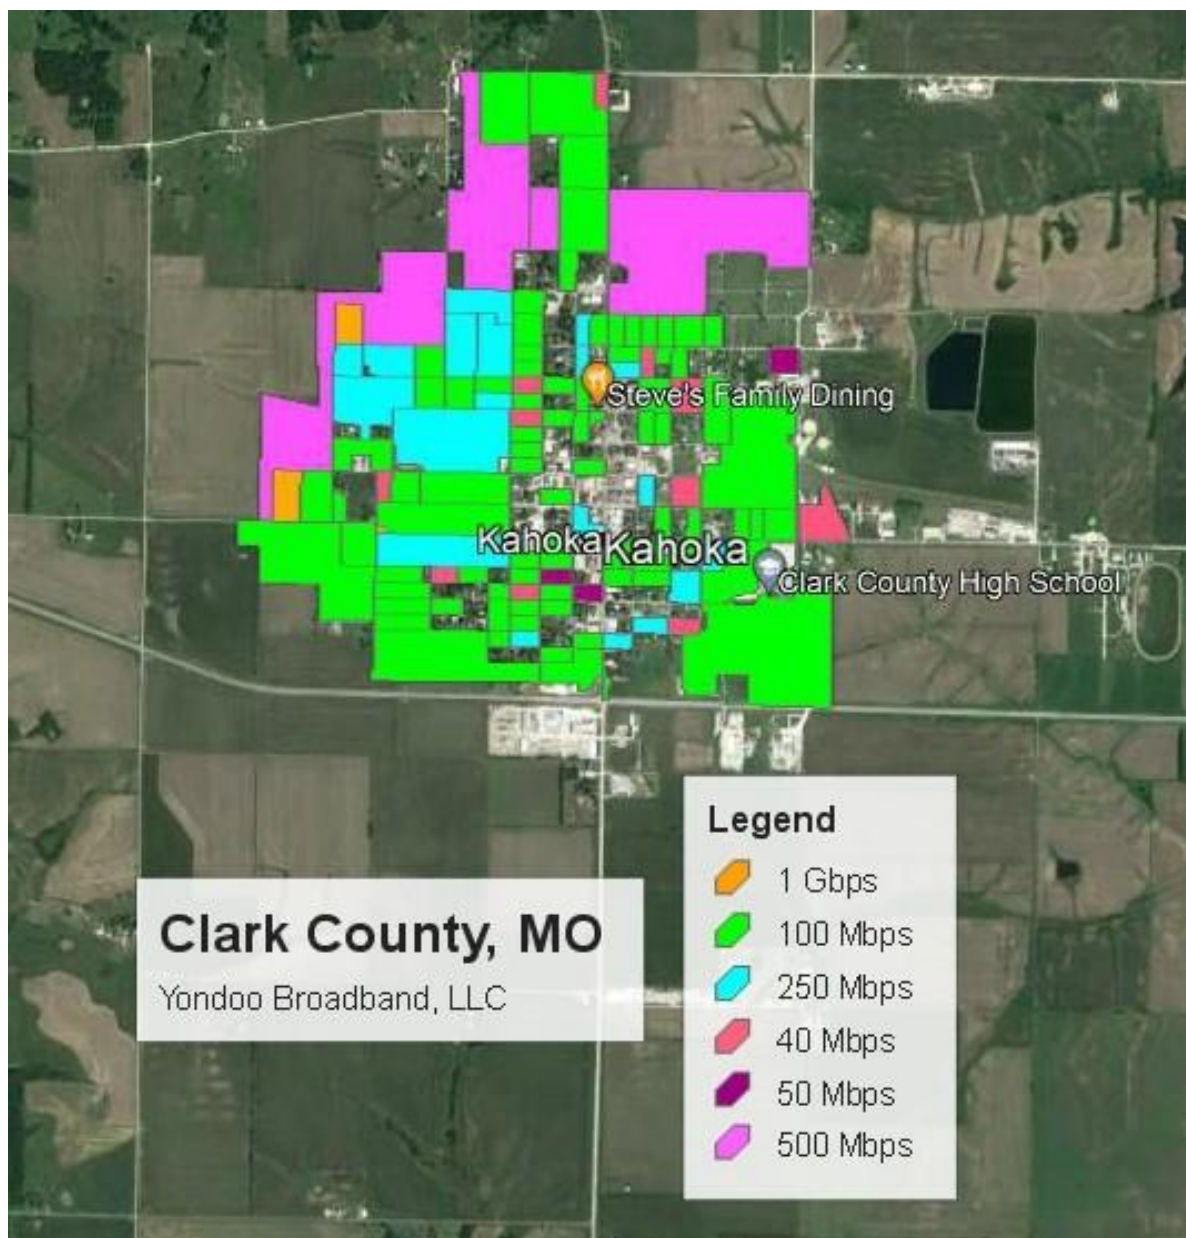 Steve's Family Dining
Kahoka
Kahoka
Clark County High School
Legend
1 Gbps
100 Mbps
250 Mbps
40 Mbps
50 Mbps
500 Mbps
Clark County, MO
Yondoo Broadband, LLC